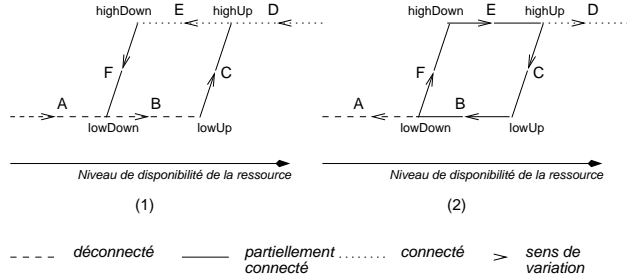 highDown E highUp D
highDown E highUp D
F C
F C
A B
A B
lowDown lowUp
lowDown lowUp
Niveau de disponibilité de la ressource
Niveau de disponibilité de la ressource
(1)
(2)
déconnecté
partiellement
connecté
connecté
sens de
variation